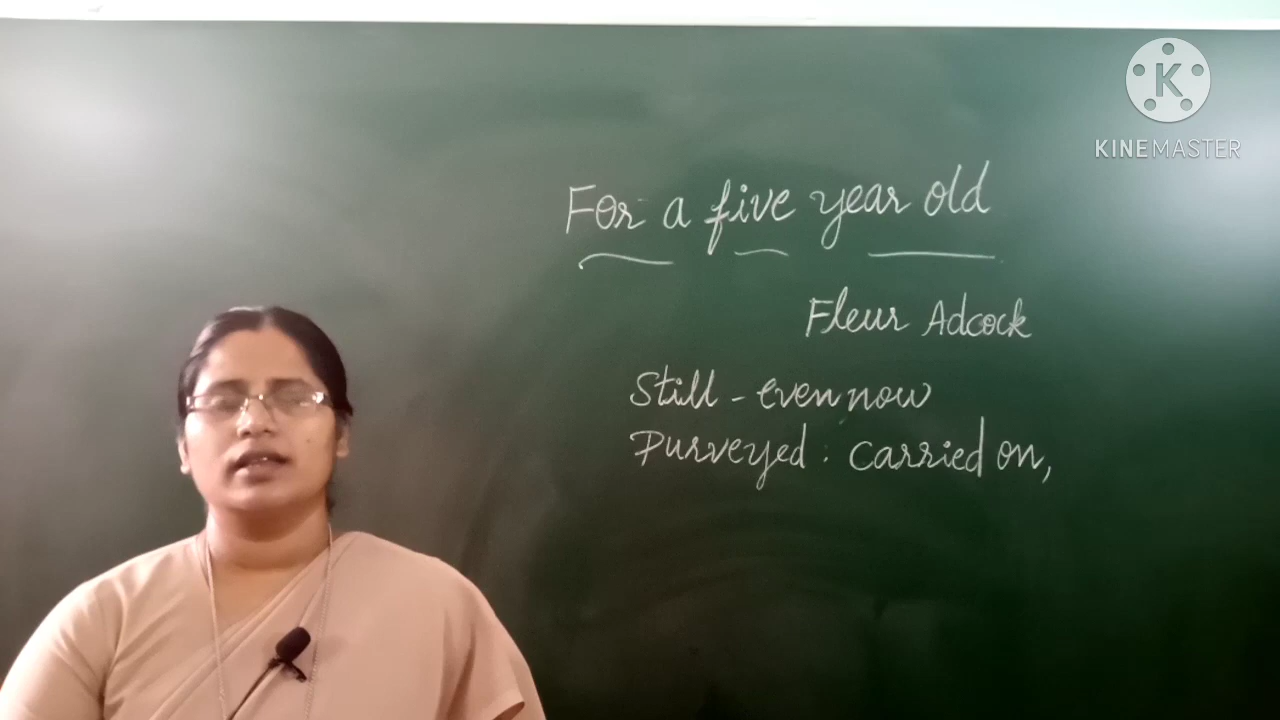 KINEMASTER
For a five year old
Fleur Adcock
Still - even now
Purveyed : carried on,